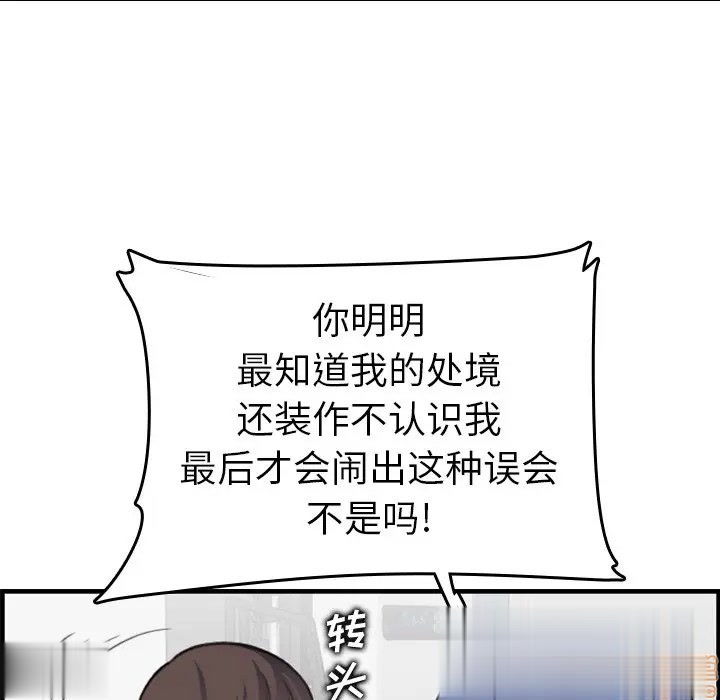 你明明
最知道我的处境
还装作不认识我
最后才会闹出这种误会
不是吗!
转
头